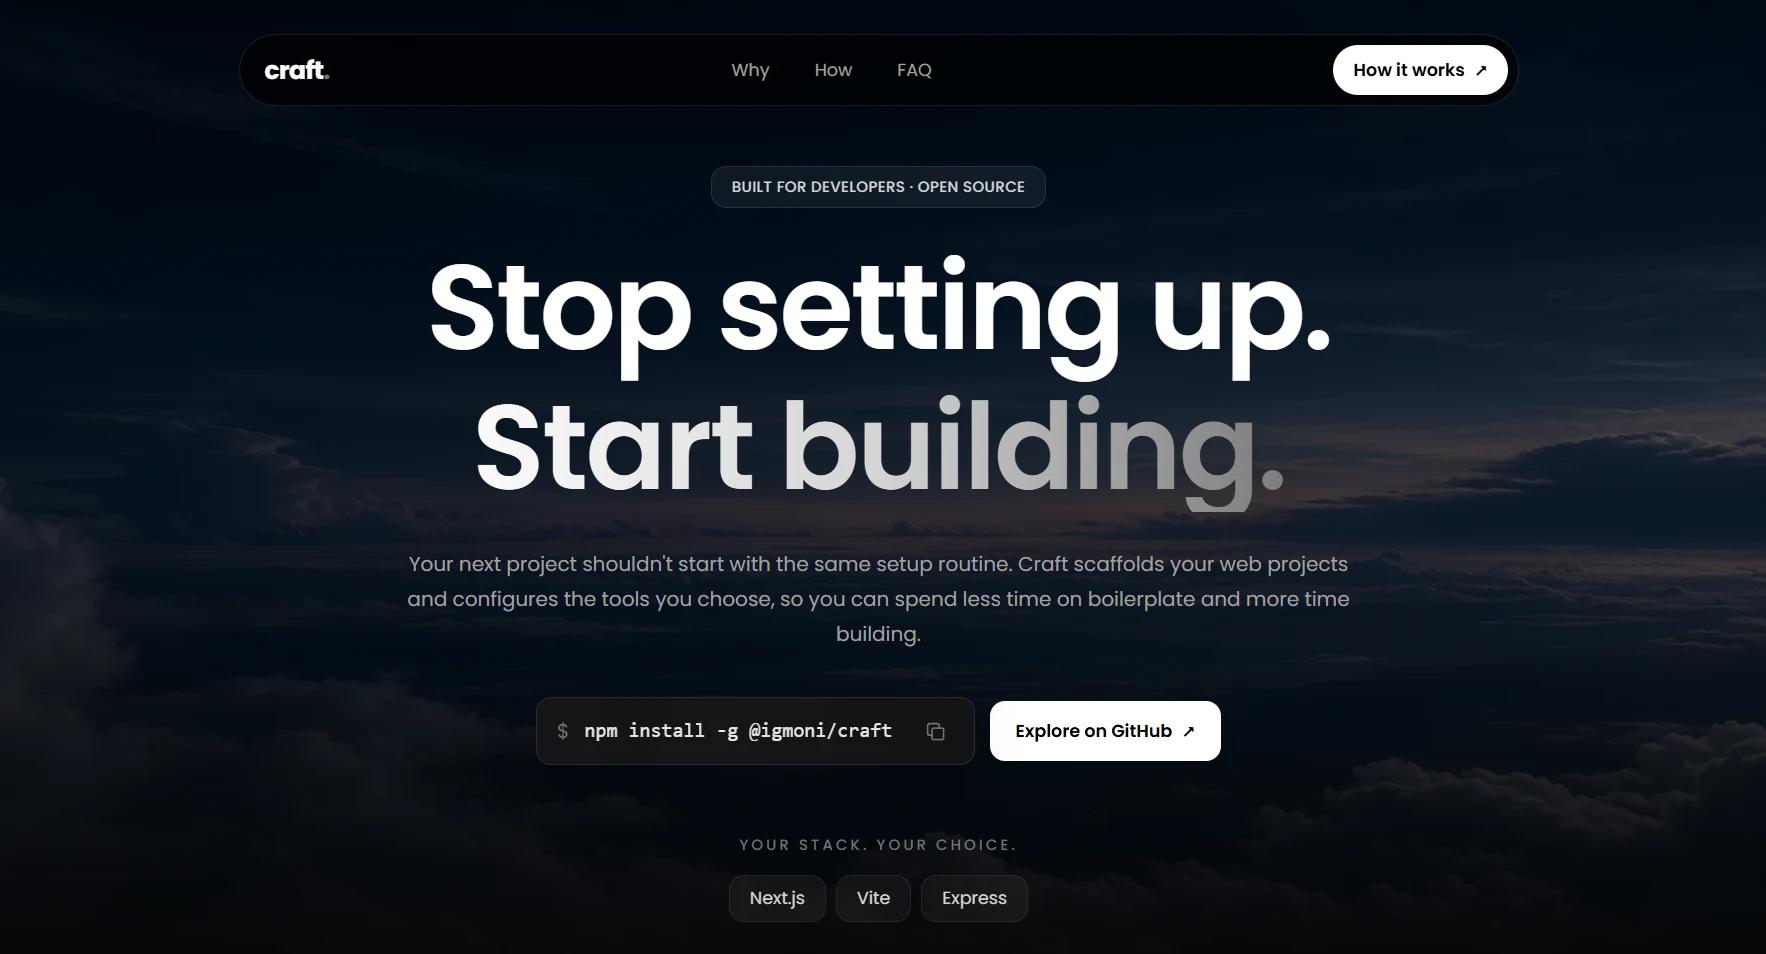 craft.
Why How FAQ
How it works ↗
BUILT FOR DEVELOPERS · OPEN SOURCE
Stop setting up.
Start building.
Your next project shouldn't start with the same setup routine. Craft scaffolds your web projects
and configures the tools you choose, so you can spend less time on boilerplate and more time
building.
$ npm install -g @igmoni/craft
Explore on GitHub ↗
YOUR STACK. YOUR CHOICE.
Next.js Vite Express